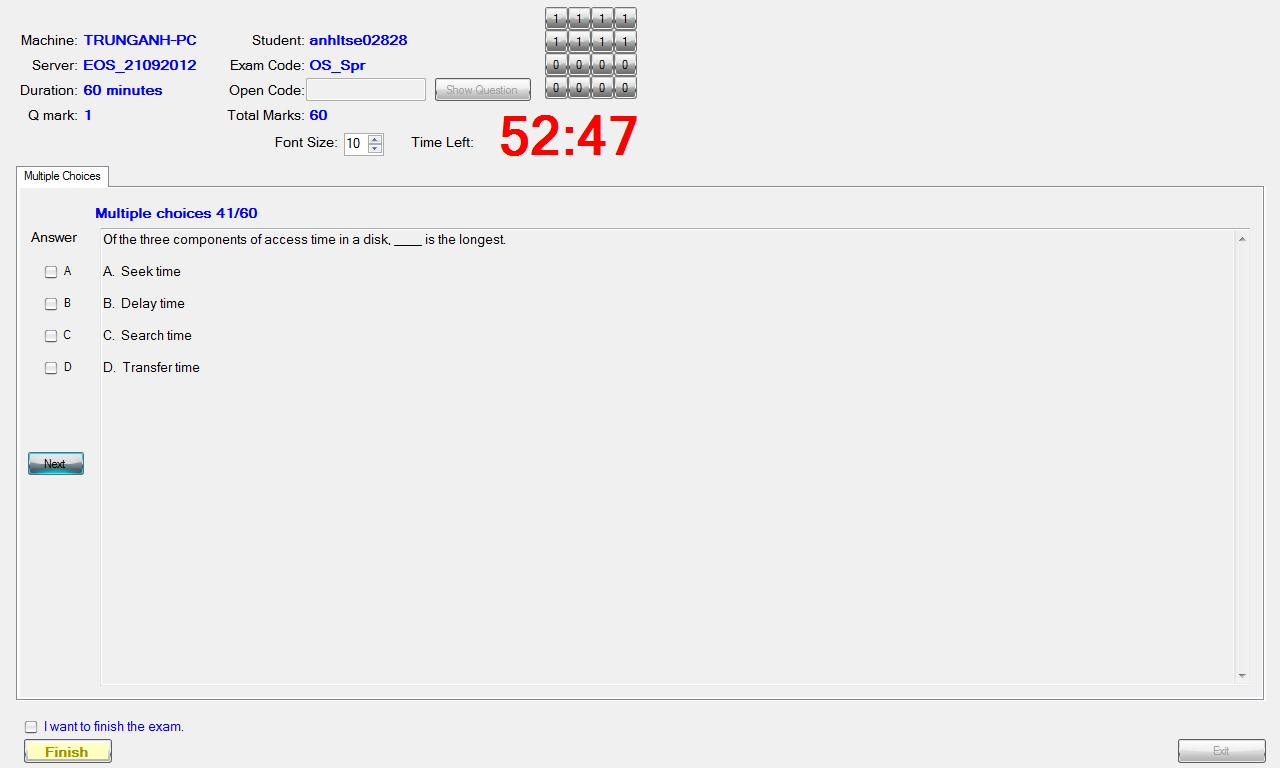 1 1 1 1
Machine: TRUNGANH-PC Student: anhltse02828 1 1 1 1
Server: EOS_21092012 Exam Code: OS_Spr 0 0 0 0
Duration: 60 minutes Open Code: Show Question 0 0 0 0
Q mark: 1 Total Marks: 60
Font Size: 10 Time Left: 52:47
Multiple Choices
Multiple choices 41/60
Answer Of the three components of access time in a disk, ____ is the longest.
A A. Seek time
B B. Delay time
C C. Search time
D D. Transfer time
Next
I want to finish the exam.
Finish Exit